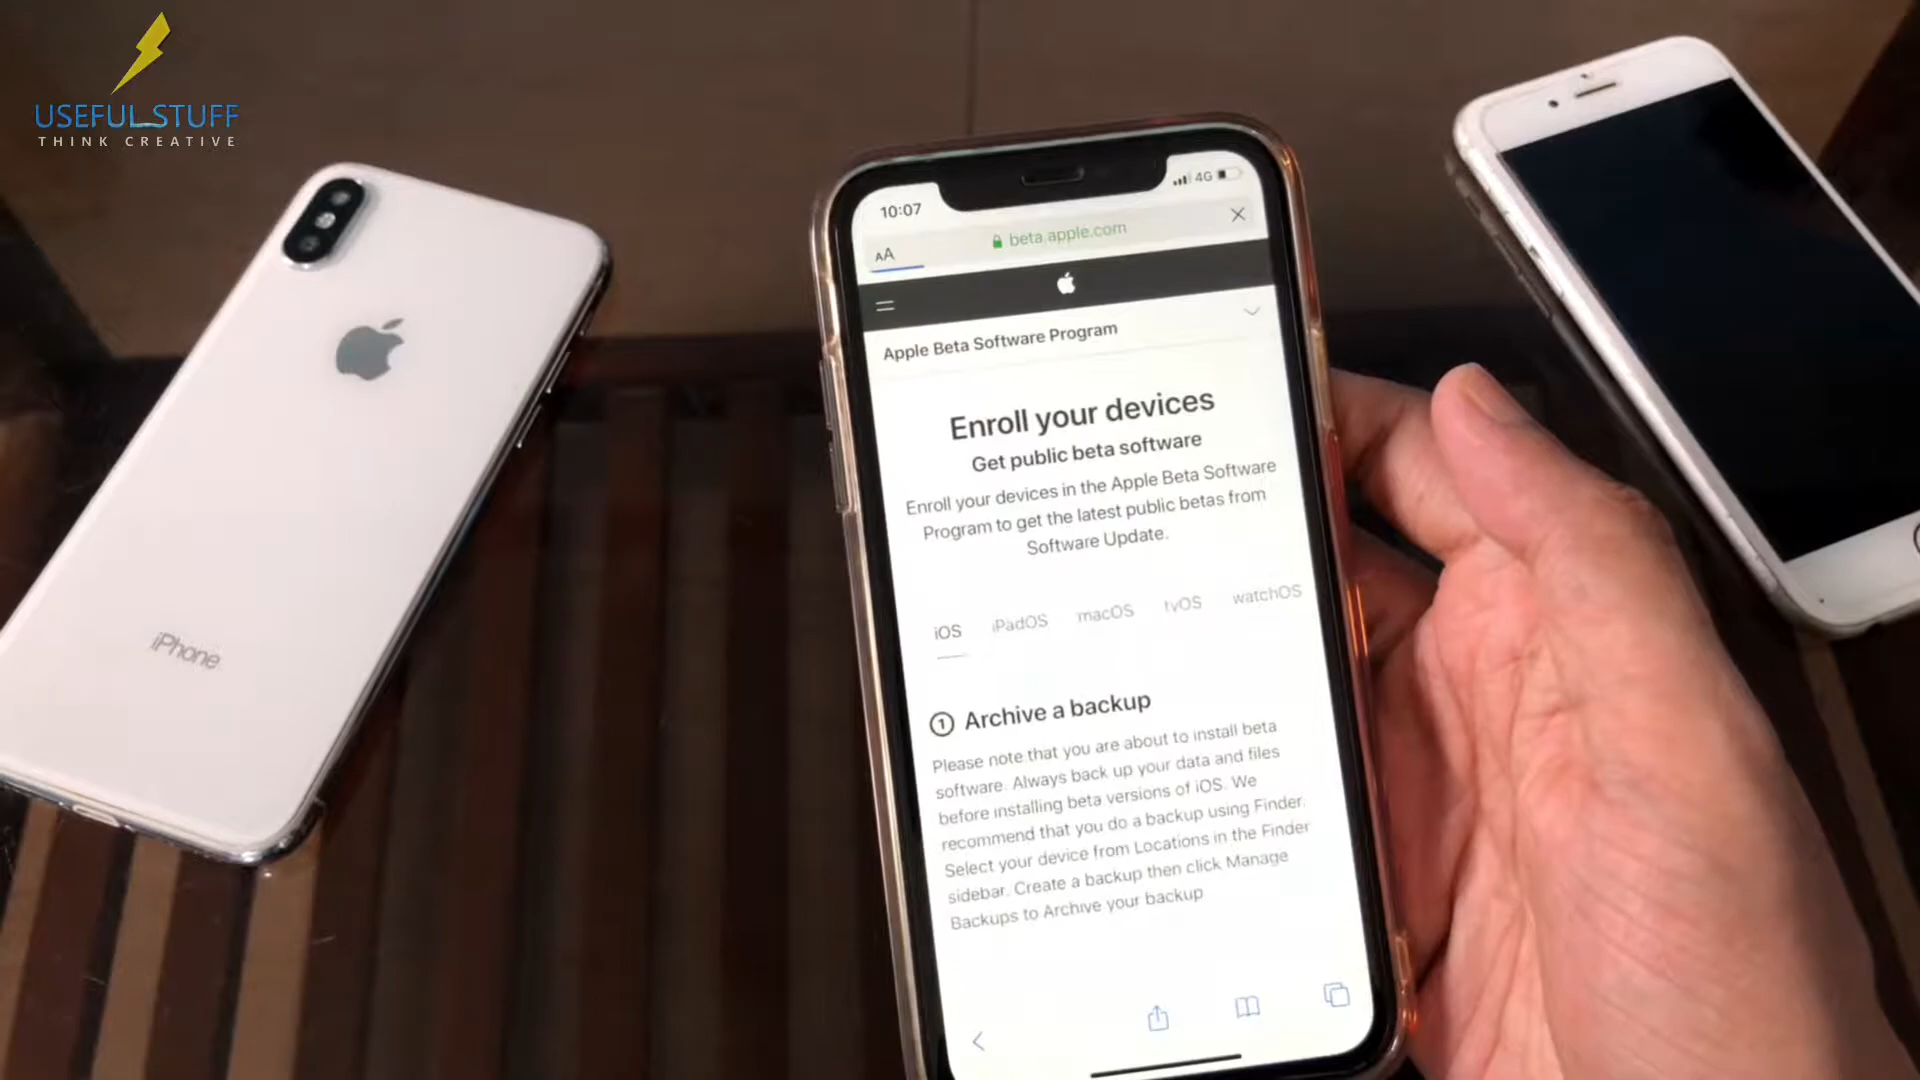 USEFUL_STUFF
THINK CREATIVE
iPhone
10:07
4G
AA
beta.apple.com
Apple Beta Software Program
Enroll your devices
Get public beta software
Enroll your devices in the Apple Beta Software
Program to get the latest public betas from
Software Update.
iOS iPadOS macOS tvOS watchOS
1 Archive a backup
Please note that you are about to install beta
software. Always back up your data and files
before installing beta versions of iOS. We
recommend that you do a backup using Finder.
Select your device from Locations in the Finder
sidebar. Create a backup then click Manage
Backups to Archive your backup